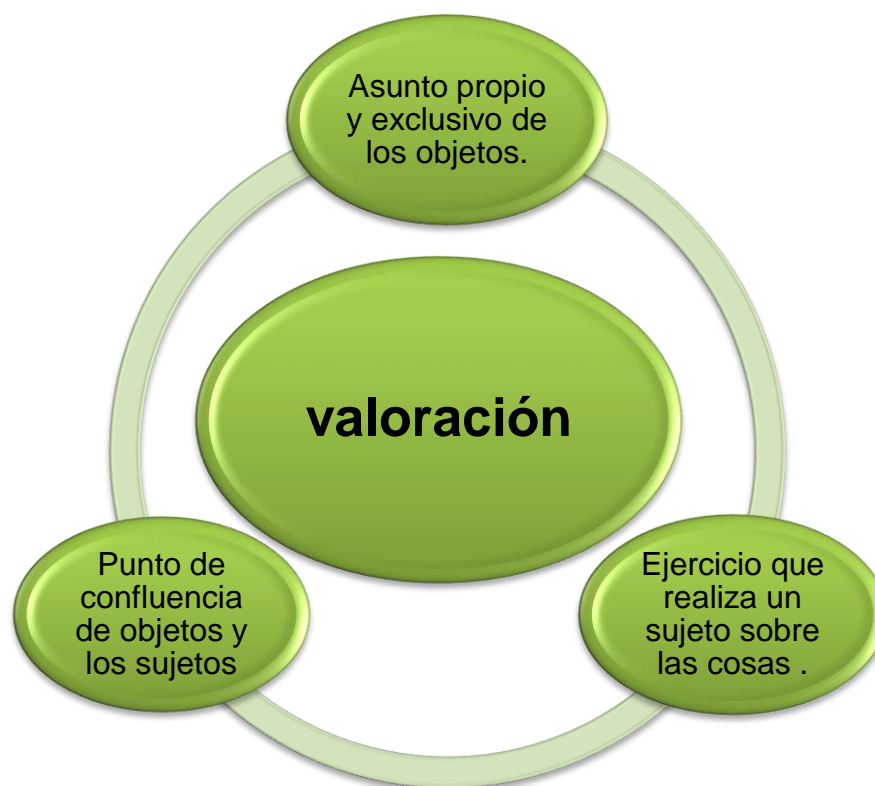 Asunto propio
y exclusivo de
los objetos.
valoración
Punto de
confluencia
de objetos y
los sujetos
Ejercicio que
realiza un
sujeto sobre
las cosas .